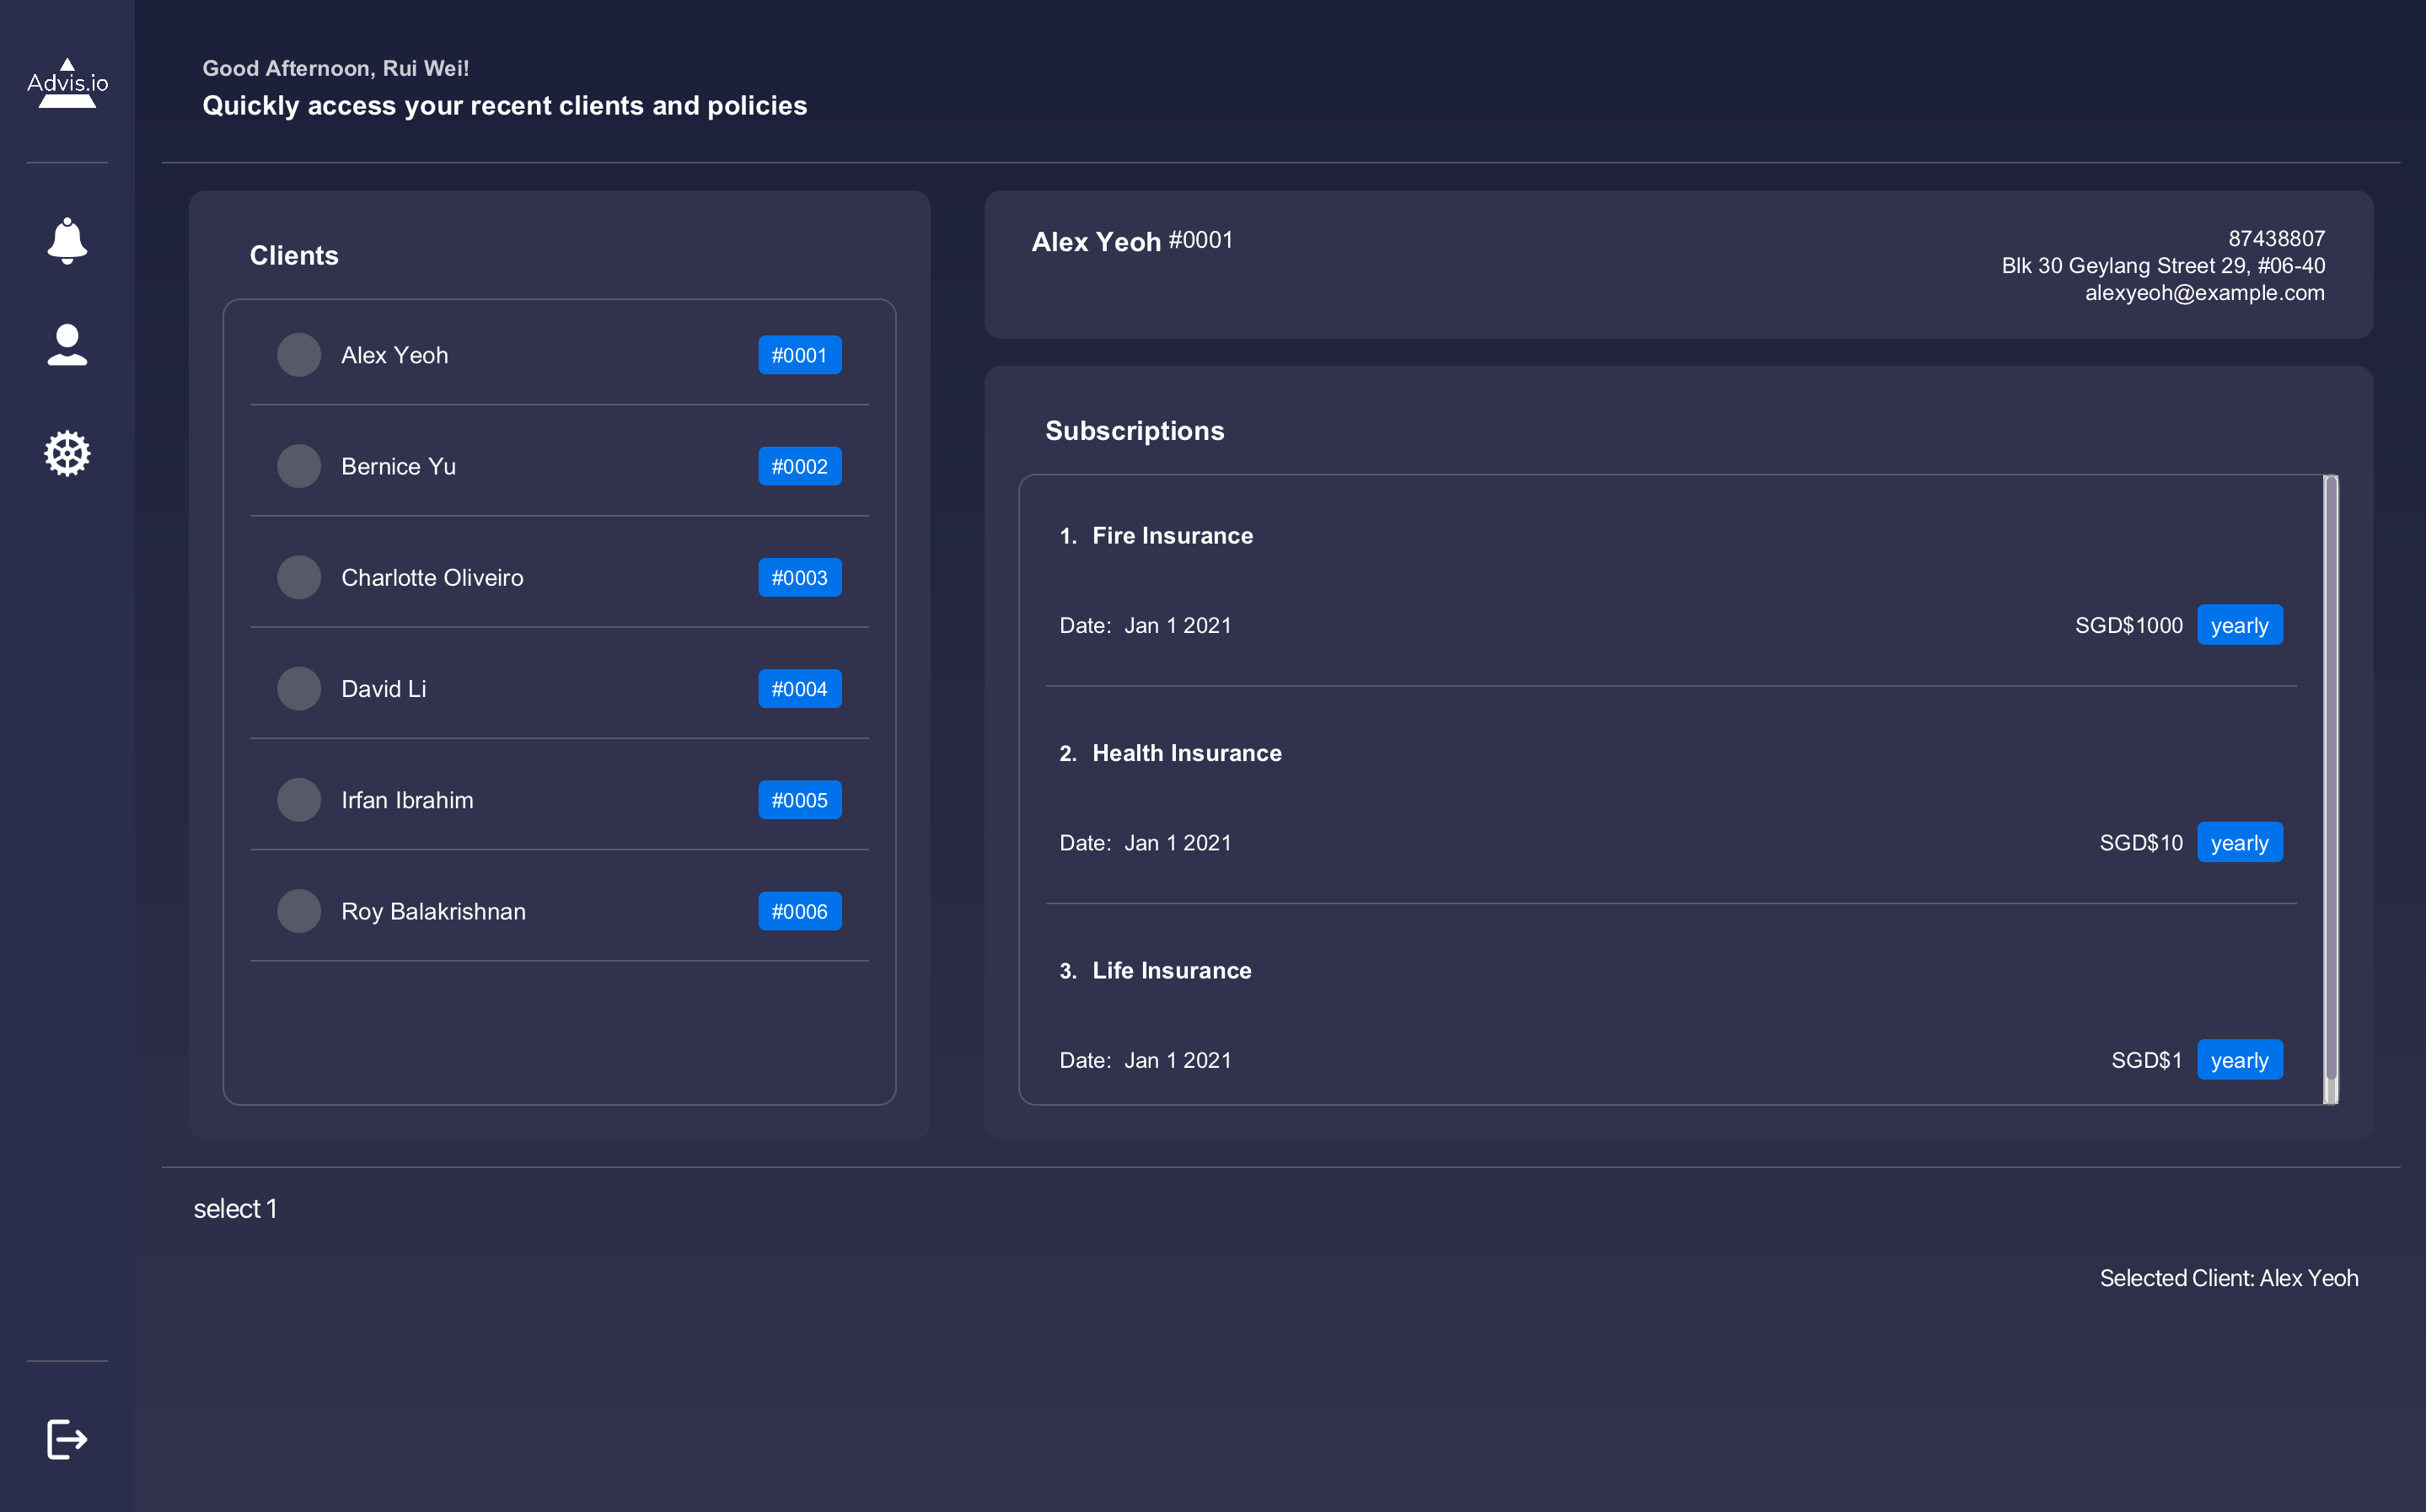 Advis.io
Good Afternoon, Rui Wei!
Quickly access your recent clients and policies
Clients
Alex Yeoh #0001
Bernice Yu #0002
Charlotte Oliveiro #0003
David Li #0004
Irfan Ibrahim #0005
Roy Balakrishnan #0006
Alex Yeoh #0001
87438807
Blk 30 Geylang Street 29, #06-40
alexyeoh@example.com
Subscriptions
1. Fire Insurance
Date: Jan 1 2021 SGD$1000 yearly
2. Health Insurance
Date: Jan 1 2021 SGD$10 yearly
3. Life Insurance
Date: Jan 1 2021 SGD$1 yearly
select 1
Selected Client: Alex Yeoh